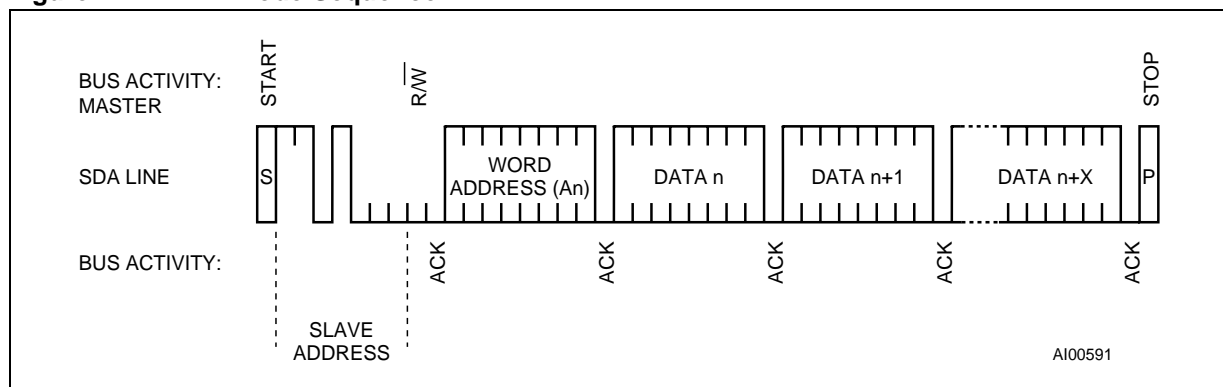 START
R/W
STOP
BUS ACTIVITY:
MASTER
SDA LINE
S
WORD
ADDRESS (An)
DATA n
DATA n+1
DATA n+X
P
BUS ACTIVITY:
ACK
ACK
ACK
ACK
ACK
SLAVE
ADDRESS
AI00591